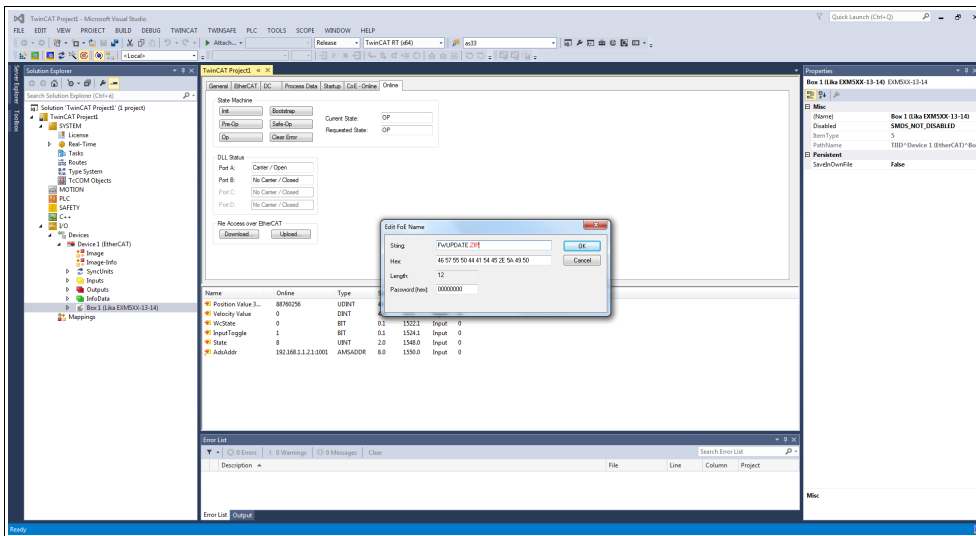 TwinCAT Project1 - Microsoft Visual Studio
Quick Launch (Ctrl+Q)
FILE EDIT VIEW PROJECT BUILD DEBUG TWINCAT TWINSAFE PLC TOOLS SCOPE WINDOW HELP
Attach... Release TwinCAT RT (x64) as33
<Local>
Server Explorer
Toolbox
Solution Explorer
Search Solution Explorer (Ctrl+è)
Solution 'TwinCAT Project1' (1 project)
TwinCAT Project1
SYSTEM
License
Real-Time
Tasks
Routes
Type System
TcCOM Objects
MOTION
PLC
SAFETY
C++
I/O
Devices
Device 1 (EtherCAT)
Image
Image-Info
SyncUnits
Inputs
Outputs
InfoData
Box 1 (Lika EXM5XX-13-14)
Mappings
TwinCAT Project1
General EtherCAT DC Process Data Startup CoE - Online Online
State Machine
Init Bootstrap
Pre-Op Safe-Op Current State: OP
Op Clear Error Requested State: OP
DLL Status
Port A: Carrier / Open
Port B: No Carrier / Closed
Port C: No Carrier / Closed
Port D: No Carrier / Closed
File Access over EtherCAT
Download... Upload...
Edit FoE Name
String: FWUPDATE.ZIP OK
Hex: 46 57 55 50 44 41 54 45 2E 5A 49 50 Cancel
Length: 12
Password (hex): 00000000
Name Online Type
Position Value 3... 88760256 UDINT
Velocity Value 0 DINT
WcState 0 BIT 0.1 1522.1 Input 0
InputToggle 1 BIT 0.1 1524.1 Input 0
State 8 UINT 2.0 1548.0 Input 0
AdsAddr 192.168.1.1.2.1:1001 AMSADDR 8.0 1550.0 Input 0
Error List
0 Errors 0 Warnings 0 Messages Clear
Search Error List
Description File Line Column Project
Error List Output
Properties
Box 1 (Lika EXM5XX-13-14) EXM5XX-13-14
Misc
(Name) Box 1 (Lika EXM5XX-13-14)
Disabled SMDS_NOT_DISABLED
ItemType 5
PathName TIID^Device 1 (EtherCAT)^Bo
Persistent
SaveInOwnFile False
Misc
Ready